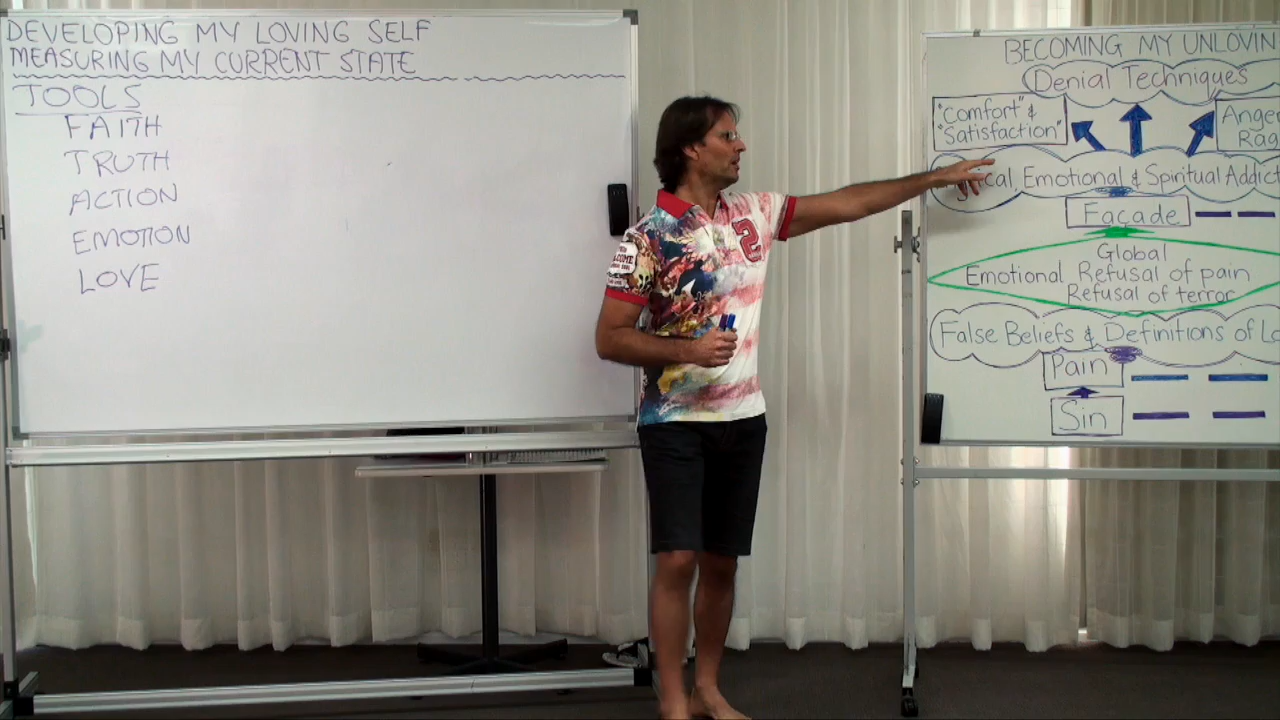 DEVELOPING MY LOVING SELF
MEASURING MY CURRENT STATE
TOOLS
FAITH
TRUTH
ACTION
EMOTION
LOVE
BECOMING MY UNLOVIN
Denial Techniques
"Comfort" &
"Satisfaction"
Ange
Rag
Emotional & Spiritual Addict
Façade
Global
Emotional Refusal of pain
Refusal of terror
False Beliefs & Definitions of Lo
Pain
Sin
2